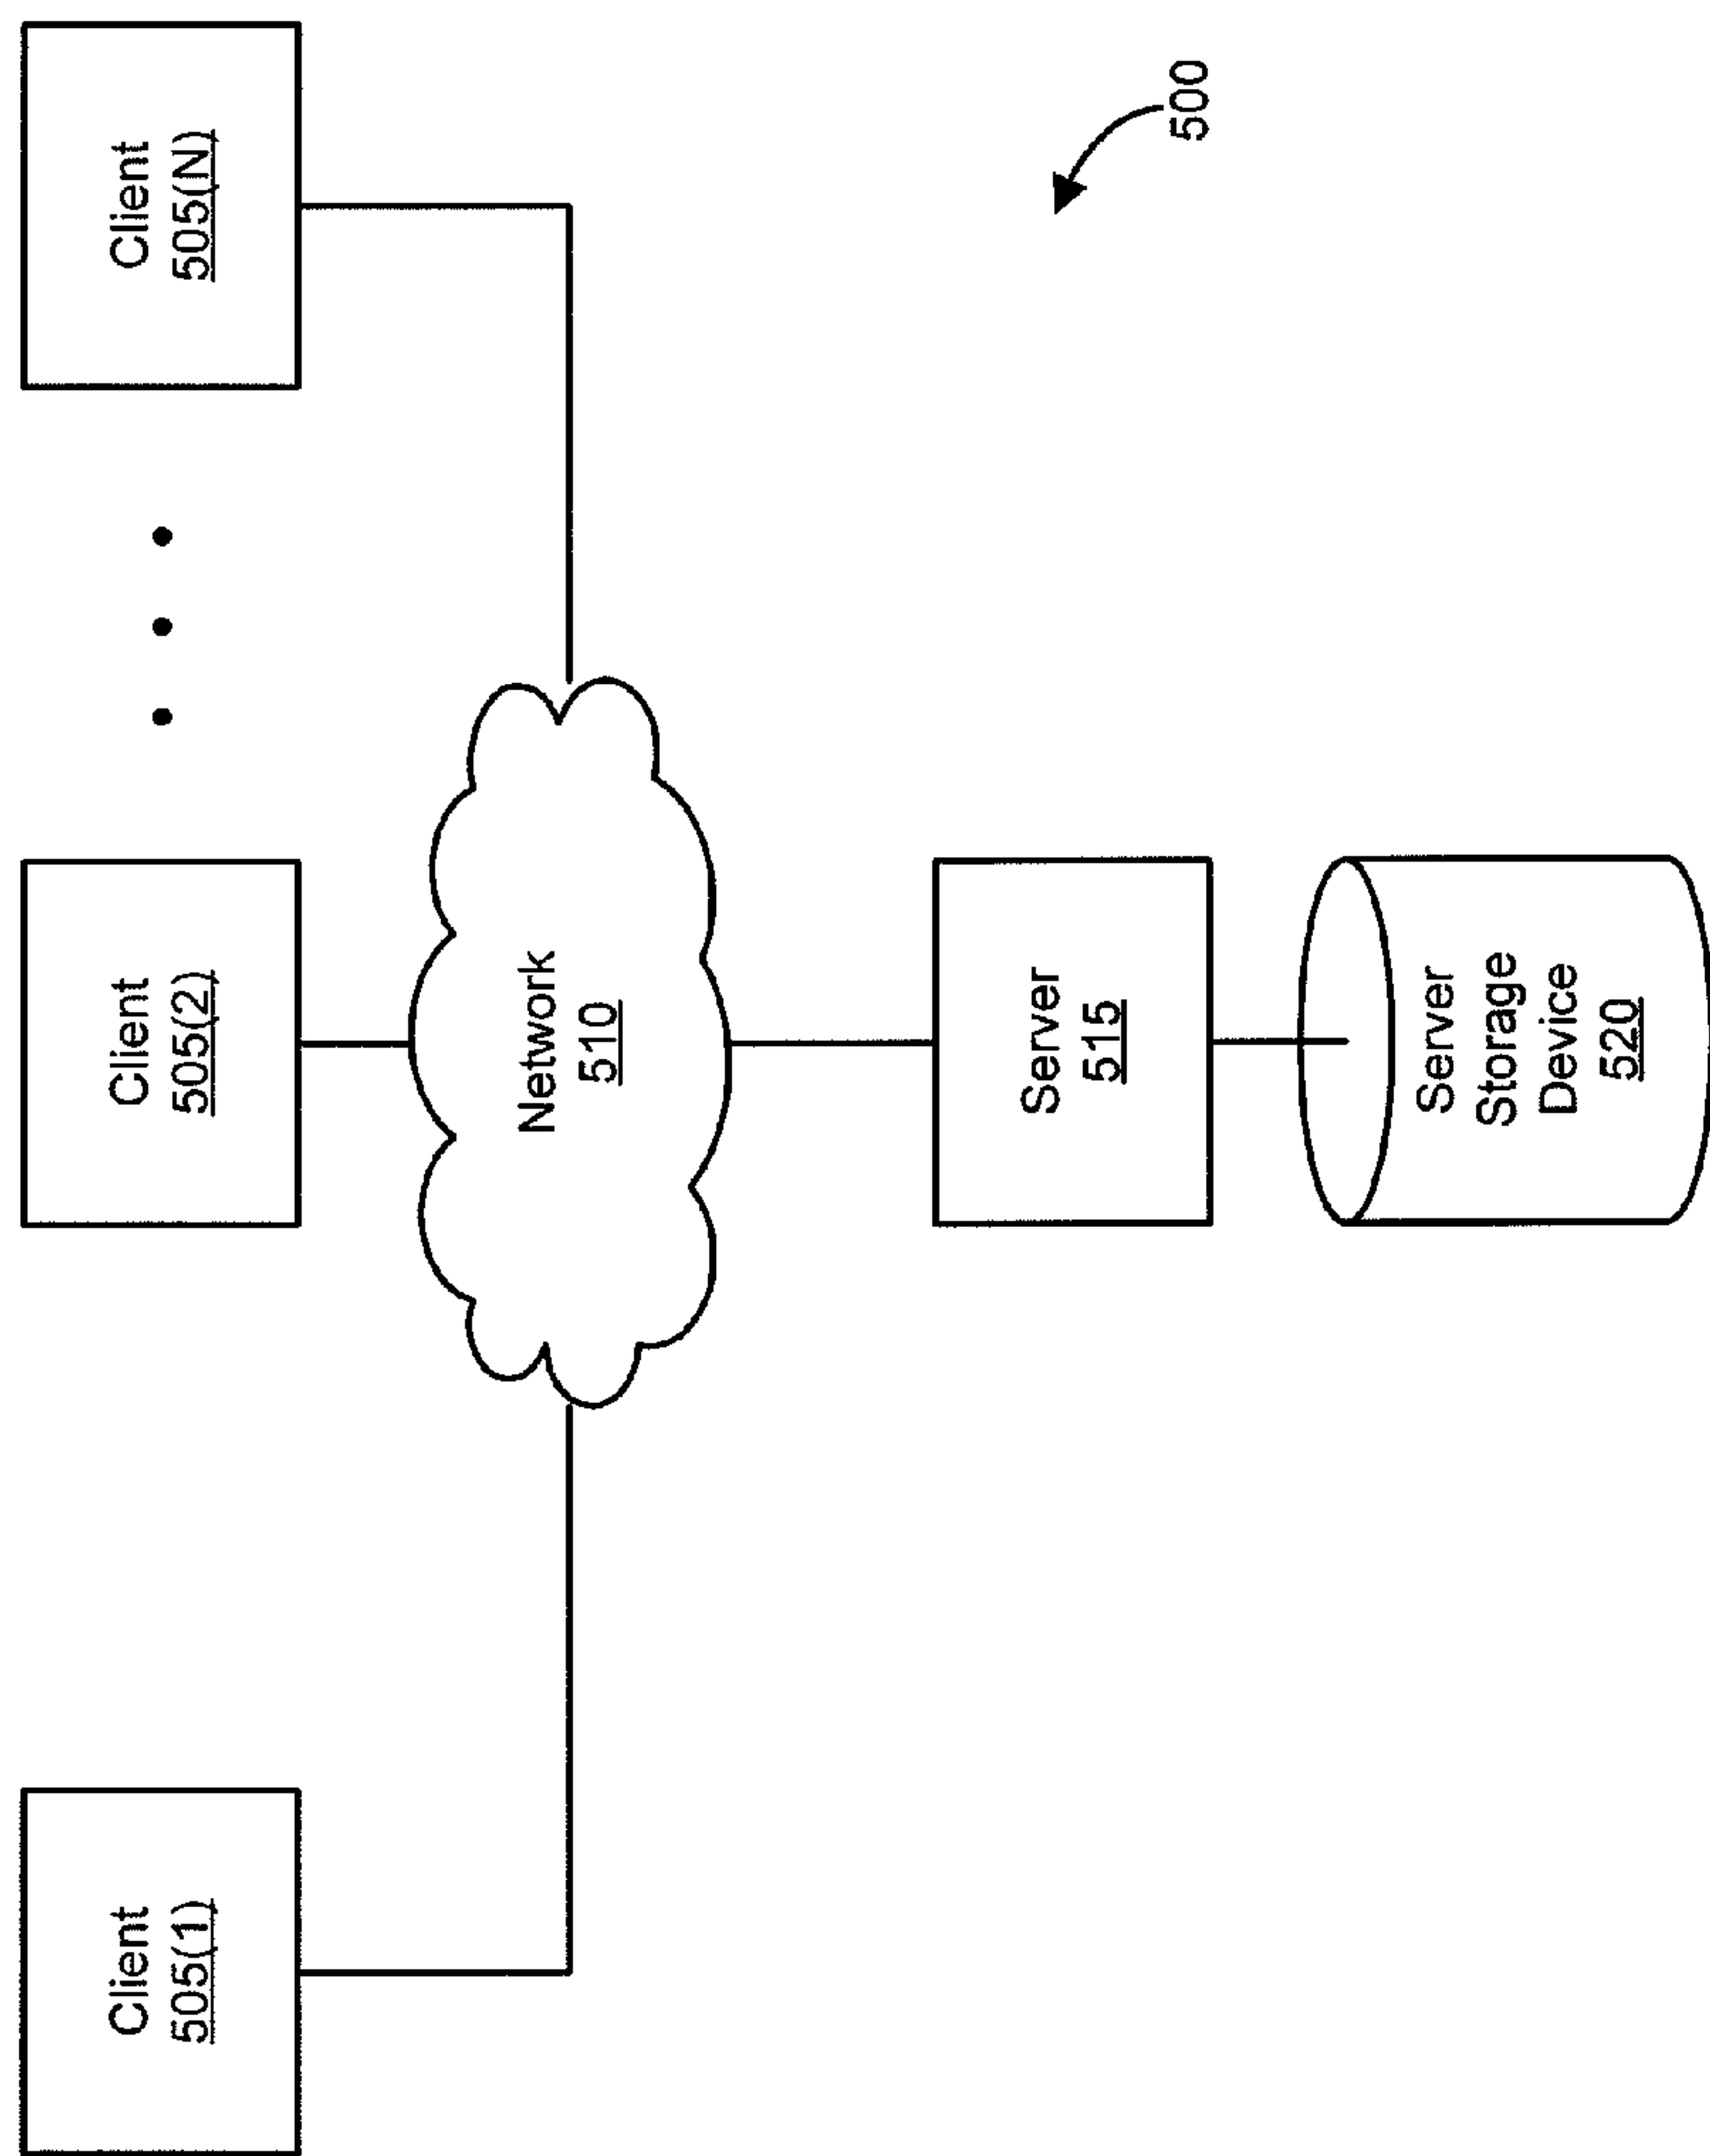 Client
505(1)
Client
505(2)
Client
505(N)
Network
510
500
Server
515
Server
Storage
Device
520